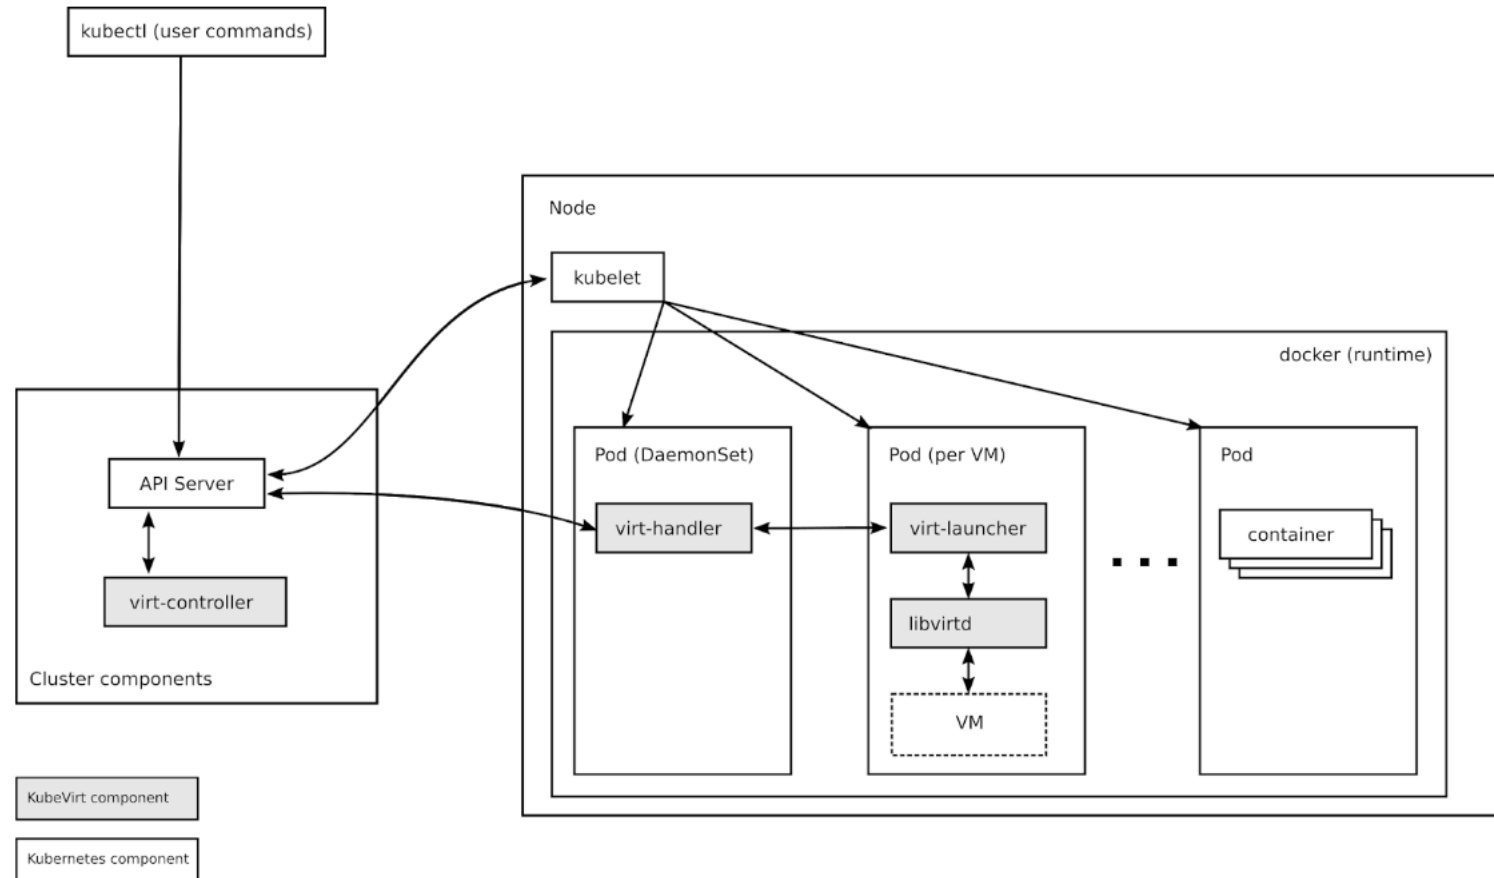 kubectl (user commands)
Node
kubelet
docker (runtime)
Pod (DaemonSet)
Pod (per VM)
Pod
API Server
virt-handler
virt-launcher
container
virt-controller
libvirtd
Cluster components
VM
KubeVirt component
Kubernetes component